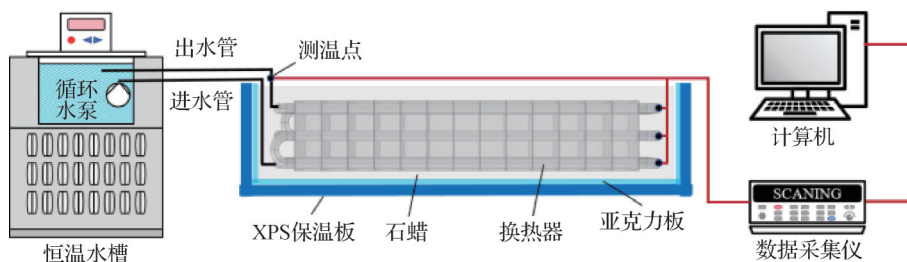 出水管
测温点
循环
水泵
进水管
计算机
SCANING
XPS保温板
石蜡
换热器
亚克力板
恒温水槽
数据采集仪